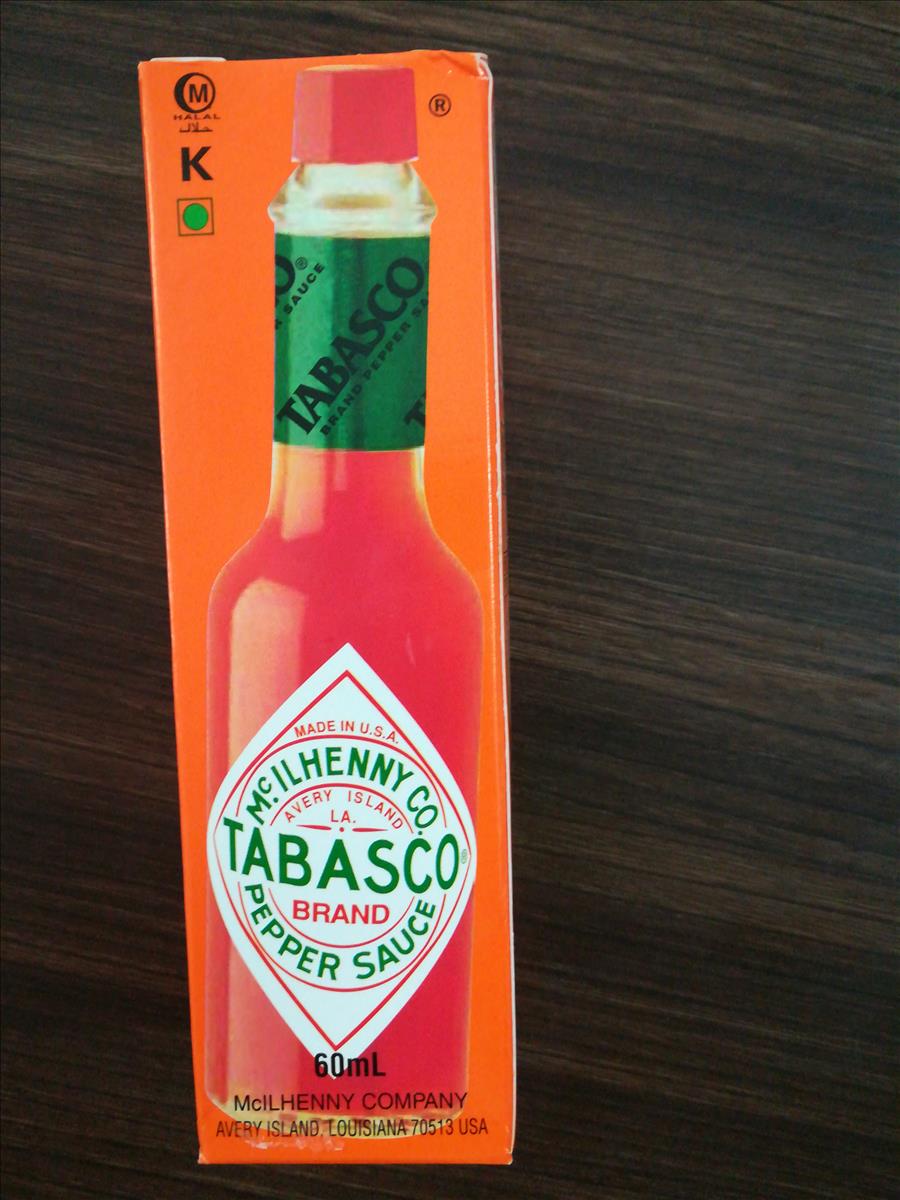 M
HALAL
حلال
K
®
O®
R SAUCE
TABASCO
BRAND PEPPER SA
T
MADE IN U.S.A.
McILHENNY CO.
AVERY ISLAND
LA.
TABASCO®
BRAND
PEPPER SAUCE
60mL
McILHENNY COMPANY
AVERY ISLAND, LOUISIANA 70513 USA